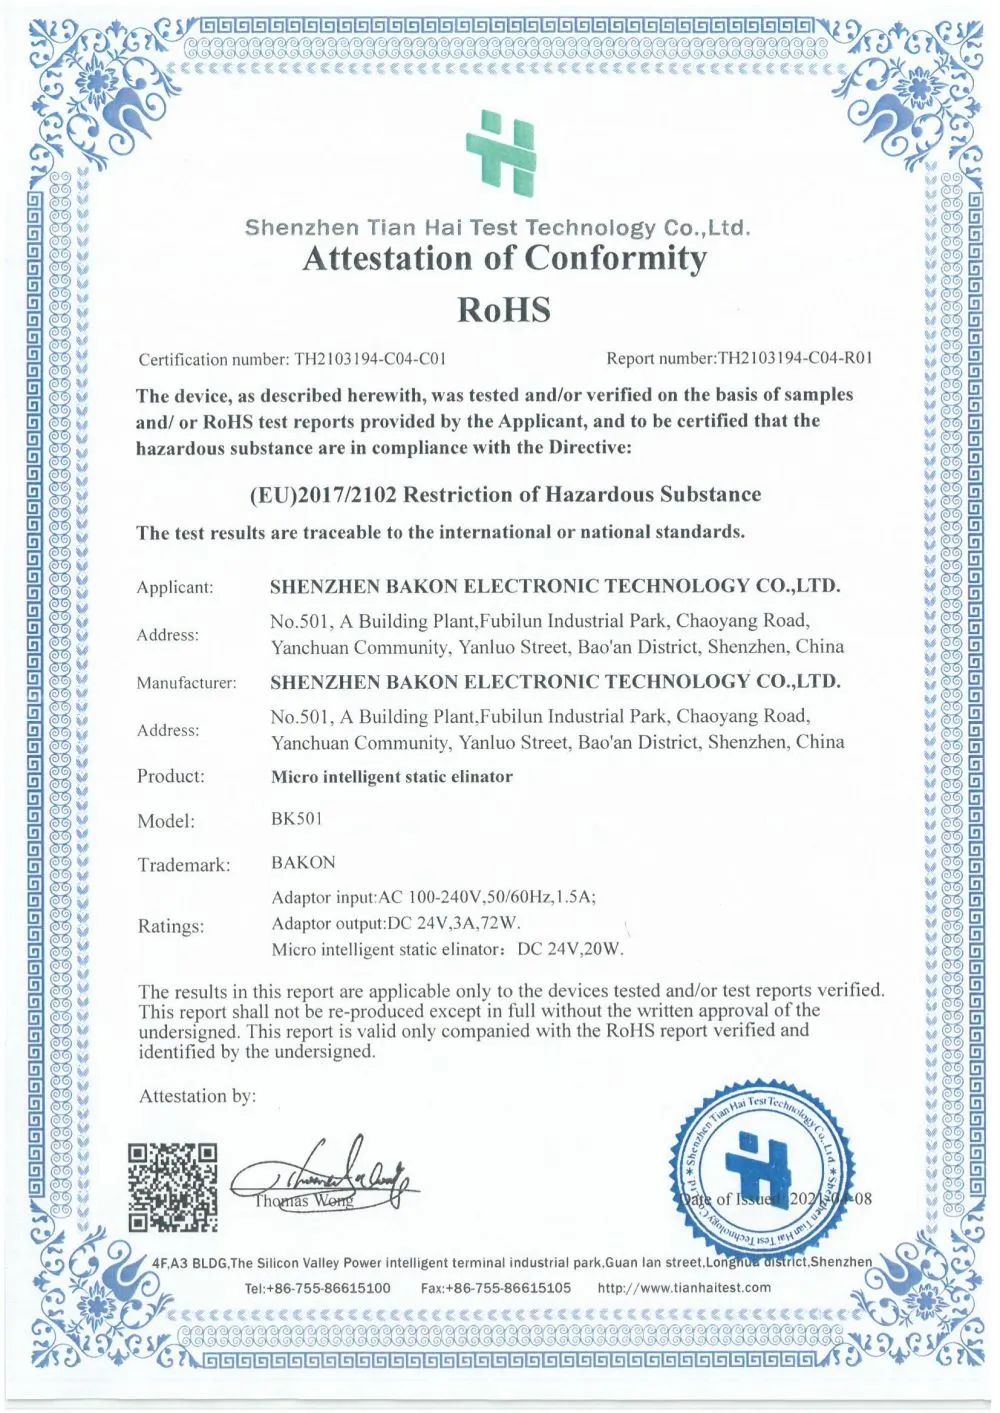 Shenzhen Tian Hai Test Technology Co.,Ltd.
Attestation of Conformity
RoHS
Certification number: TH2103194-C04-C01
Report number:TH2103194-C04-R01
The device, as described herewith, was tested and/or verified on the basis of samples
and/ or RoHS test reports provided by the Applicant, and to be certified that the
hazardous substance are in compliance with the Directive:
(EU)2017/2102 Restriction of Hazardous Substance
The test results are traceable to the international or national standards.
Applicant: SHENZHEN BAKON ELECTRONIC TECHNOLOGY CO.,LTD.
Address: No.501, A Building Plant,Fubilun Industrial Park, Chaoyang Road,
Yanchuan Community, Yanluo Street, Bao'an District, Shenzhen, China
Manufacturer: SHENZHEN BAKON ELECTRONIC TECHNOLOGY CO.,LTD.
Address: No.501, A Building Plant,Fubilun Industrial Park, Chaoyang Road,
Yanchuan Community, Yanluo Street, Bao'an District, Shenzhen, China
Product: Micro intelligent static elinator
Model: BK501
Trademark: BAKON
Ratings: Adaptor input:AC 100-240V,50/60Hz,1.5A;
Adaptor output:DC 24V,3A,72W.
Micro intelligent static elinator: DC 24V,20W.
The results in this report are applicable only to the devices tested and/or test reports verified.
This report shall not be re-produced except in full without the written approval of the
undersigned. This report is valid only companied with the RoHS report verified and
identified by the undersigned.
Attestation by:
Thomas Wong
Shenzhen Tian Hai Test Technology Co.,Ltd.
Shenzhen Tian Hai Test Technology Co.,Ltd.
Date of Issued: 2021-04-08
4F,A3 BLDG,The Silicon Valley Power intelligent terminal industrial park,Guan lan street,Longhua district,Shenzhen
Tel:+86-755-86615100 Fax:+86-755-86615105 http://www.tianhaitest.com